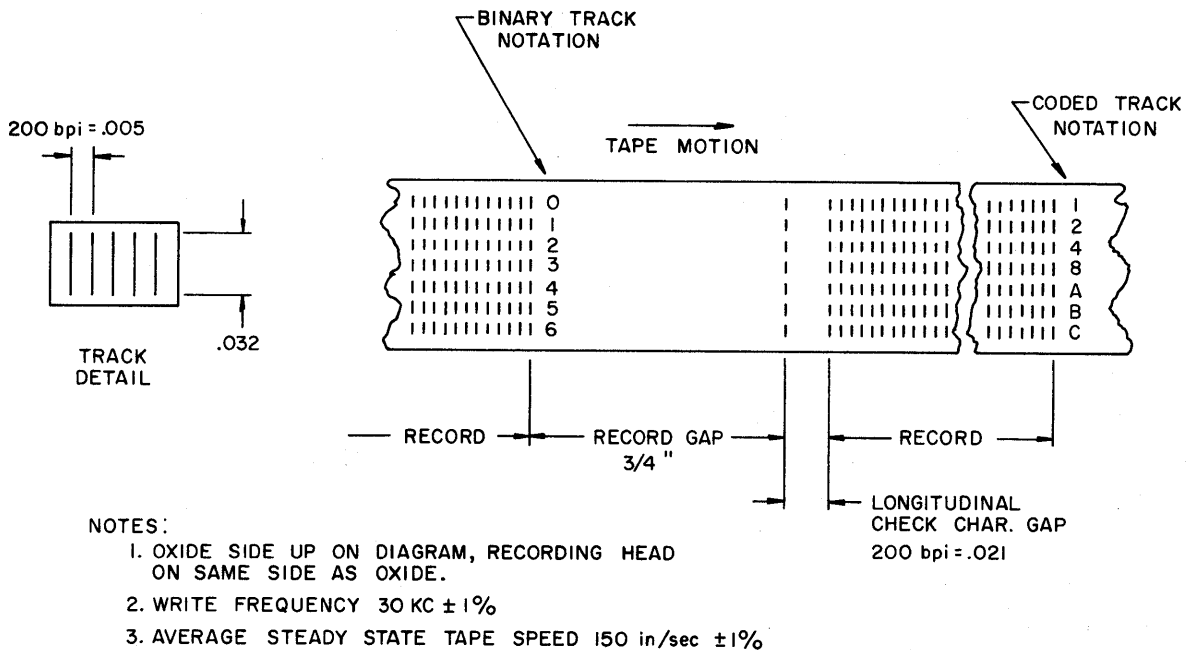 BINARY TRACK
NOTATION
200 bpi = .005
TAPE MOTION
CODED TRACK
NOTATION
0
1
2
3
4
5
6
1
2
4
8
A
B
C
.032
TRACK
DETAIL
RECORD
RECORD GAP
3/4 "
RECORD
LONGITUDINAL
CHECK CHAR. GAP
200 bpi = .021
NOTES:
1. OXIDE SIDE UP ON DIAGRAM, RECORDING HEAD
ON SAME SIDE AS OXIDE.
2. WRITE FREQUENCY 30 KC ± 1%
3. AVERAGE STEADY STATE TAPE SPEED 150 in/sec ±1%